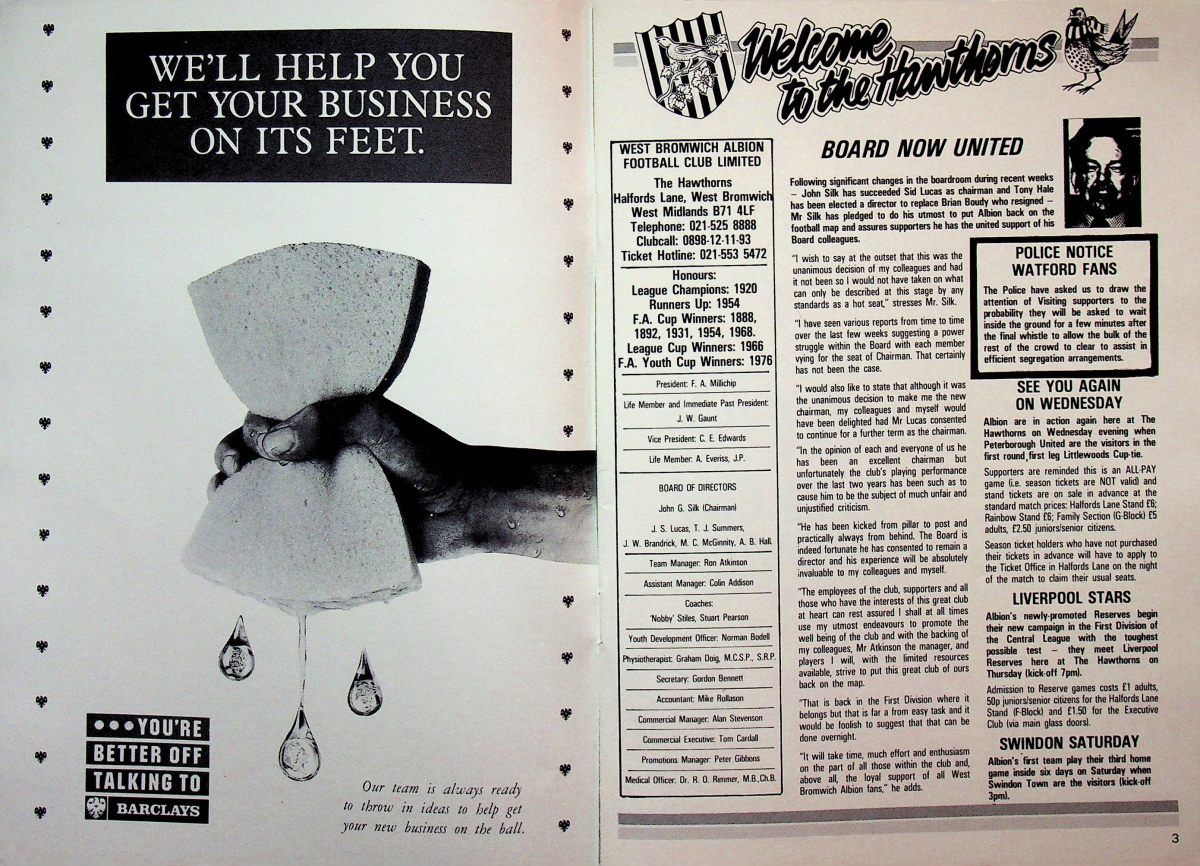 WE'LL HELP YOU
GET YOUR BUSINESS
ON ITS FEET.
●●●YOU'RE
BETTER OFF
TALKING TO
BARCLAYS
Our team is always ready
to throw in ideas to help get
your new business on the ball.
Welcome
to the Hawthorns
WEST BROMWICH ALBION
FOOTBALL CLUB LIMITED
The Hawthorns
Halfords Lane, West Bromwich
West Midlands B71 4LF
Telephone: 021-525 8888
Clubcall: 0898-12-11-93
Ticket Hotline: 021-553 5472
Honours:
League Champions: 1920
Runners Up: 1954
F.A. Cup Winners: 1888,
1892, 1931, 1954, 1968.
League Cup Winners: 1966
F.A. Youth Cup Winners: 1976
President: F. A. Millichip
Life Member and Immediate Past President:
J. W. Gaunt
Vice President: C. E. Edwards
Life Member: A. Everiss, J.P.
BOARD OF DIRECTORS
John G. Silk (Chairman)
J. S. Lucas, T. J. Summers,
J. W. Brandrick, M. C. McGinnity, A. B. Hall.
Team Manager: Ron Atkinson
Assistant Manager: Colin Addison
Coaches:
'Nobby' Stiles, Stuart Pearson
Youth Development Officer: Norman Bodell
Physiotherapist: Graham Doig, M.C.S.P., S.R.P.
Secretary: Gordon Bennett
Accountant: Mike Rollason
Commercial Manager: Alan Stevenson
Commercial Executive: Tom Cardall
Promotions Manager: Peter Gibbons
Medical Officer: Dr. R. O. Rimmer, M.B.,Ch.B.
BOARD NOW UNITED
Following significant changes in the boardroom during recent weeks
– John Silk has succeeded Sid Lucas as chairman and Tony Hale
has been elected a director to replace Brian Boudy who resigned –
Mr Silk has pledged to do his utmost to put Albion back on the
football map and assures supporters he has the united support of his
Board colleagues.
"I wish to say at the outset that this was the
unanimous decision of my colleagues and had
it not been so I would not have taken on what
can only be described at this stage by any
standards as a hot seat," stresses Mr. Silk.
"I have seen various reports from time to time
over the last few weeks suggesting a power
struggle within the Board with each member
vying for the seat of Chairman. That certainly
has not been the case.
"I would also like to state that although it was
the unanimous decision to make me the new
chairman, my colleagues and myself would
have been delighted had Mr Lucas consented
to continue for a further term as the chairman.
"In the opinion of each and everyone of us he
has been an excellent chairman but
unfortunately the club's playing performance
over the last two years has been such as to
cause him to be the subject of much unfair and
unjustified criticism.
"He has been kicked from pillar to post and
practically always from behind. The Board is
indeed fortunate he has consented to remain a
director and his experience will be absolutely
invaluable to my colleagues and myself.
"The employees of the club, supporters and all
those who have the interests of this great club
at heart can rest assured I shall at all times
use my utmost endeavours to promote the
well being of the club and with the backing of
my colleagues, Mr Atkinson the manager, and
players I will, with the limited resources
available, strive to put this great club of ours
back on the map.
"That is back in the First Division where it
belongs but that is far a from easy task and it
would be foolish to suggest that that can be
done overnight.
"It will take time, much effort and enthusiasm
on the part of all those within the club and,
above all, the loyal support of all West
Bromwich Albion fans," he adds.
POLICE NOTICE
WATFORD FANS
The Police have asked us to draw the
attention of Visiting supporters to the
probability they will be asked to wait
inside the ground for a few minutes after
the final whistle to allow the bulk of the
rest of the crowd to clear to assist in
efficient segregation arrangements.
SEE YOU AGAIN
ON WEDNESDAY
Albion are in action again here at The
Hawthorns on Wednesday evening when
Peterborough United are the visitors in the
first round first leg Littlewoods Cup-tie.
Supporters are reminded this is an ALL-PAY
game (i.e. season tickets are NOT valid) and
stand tickets are on sale in advance at the
standard match prices: Halfords Lane Stand £6;
Rainbow Stand £6; Family Section (G-Block) £5
adults, £2.50 juniors/senior citizens.
Season ticket holders who have not purchased
their tickets in advance will have to apply to
the Ticket Office in Halfords Lane on the night
of the match to claim their usual seats.
LIVERPOOL STARS
Albion's newly-promoted Reserves begin
their new campaign in the First Division of
the Central League with the toughest
possible test – they meet Liverpool
Reserves here at The Hawthorns on
Thursday (kick-off 7pm).
Admission to Reserve games costs £1 adults,
50p juniors/senior citizens for the Halfords Lane
Stand (F-Block) and £1.50 for the Executive
Club (via main glass doors).
SWINDON SATURDAY
Albion's first team play their third home
game inside six days on Saturday when
Swindon Town are the visitors (kick-off
3pm).
3